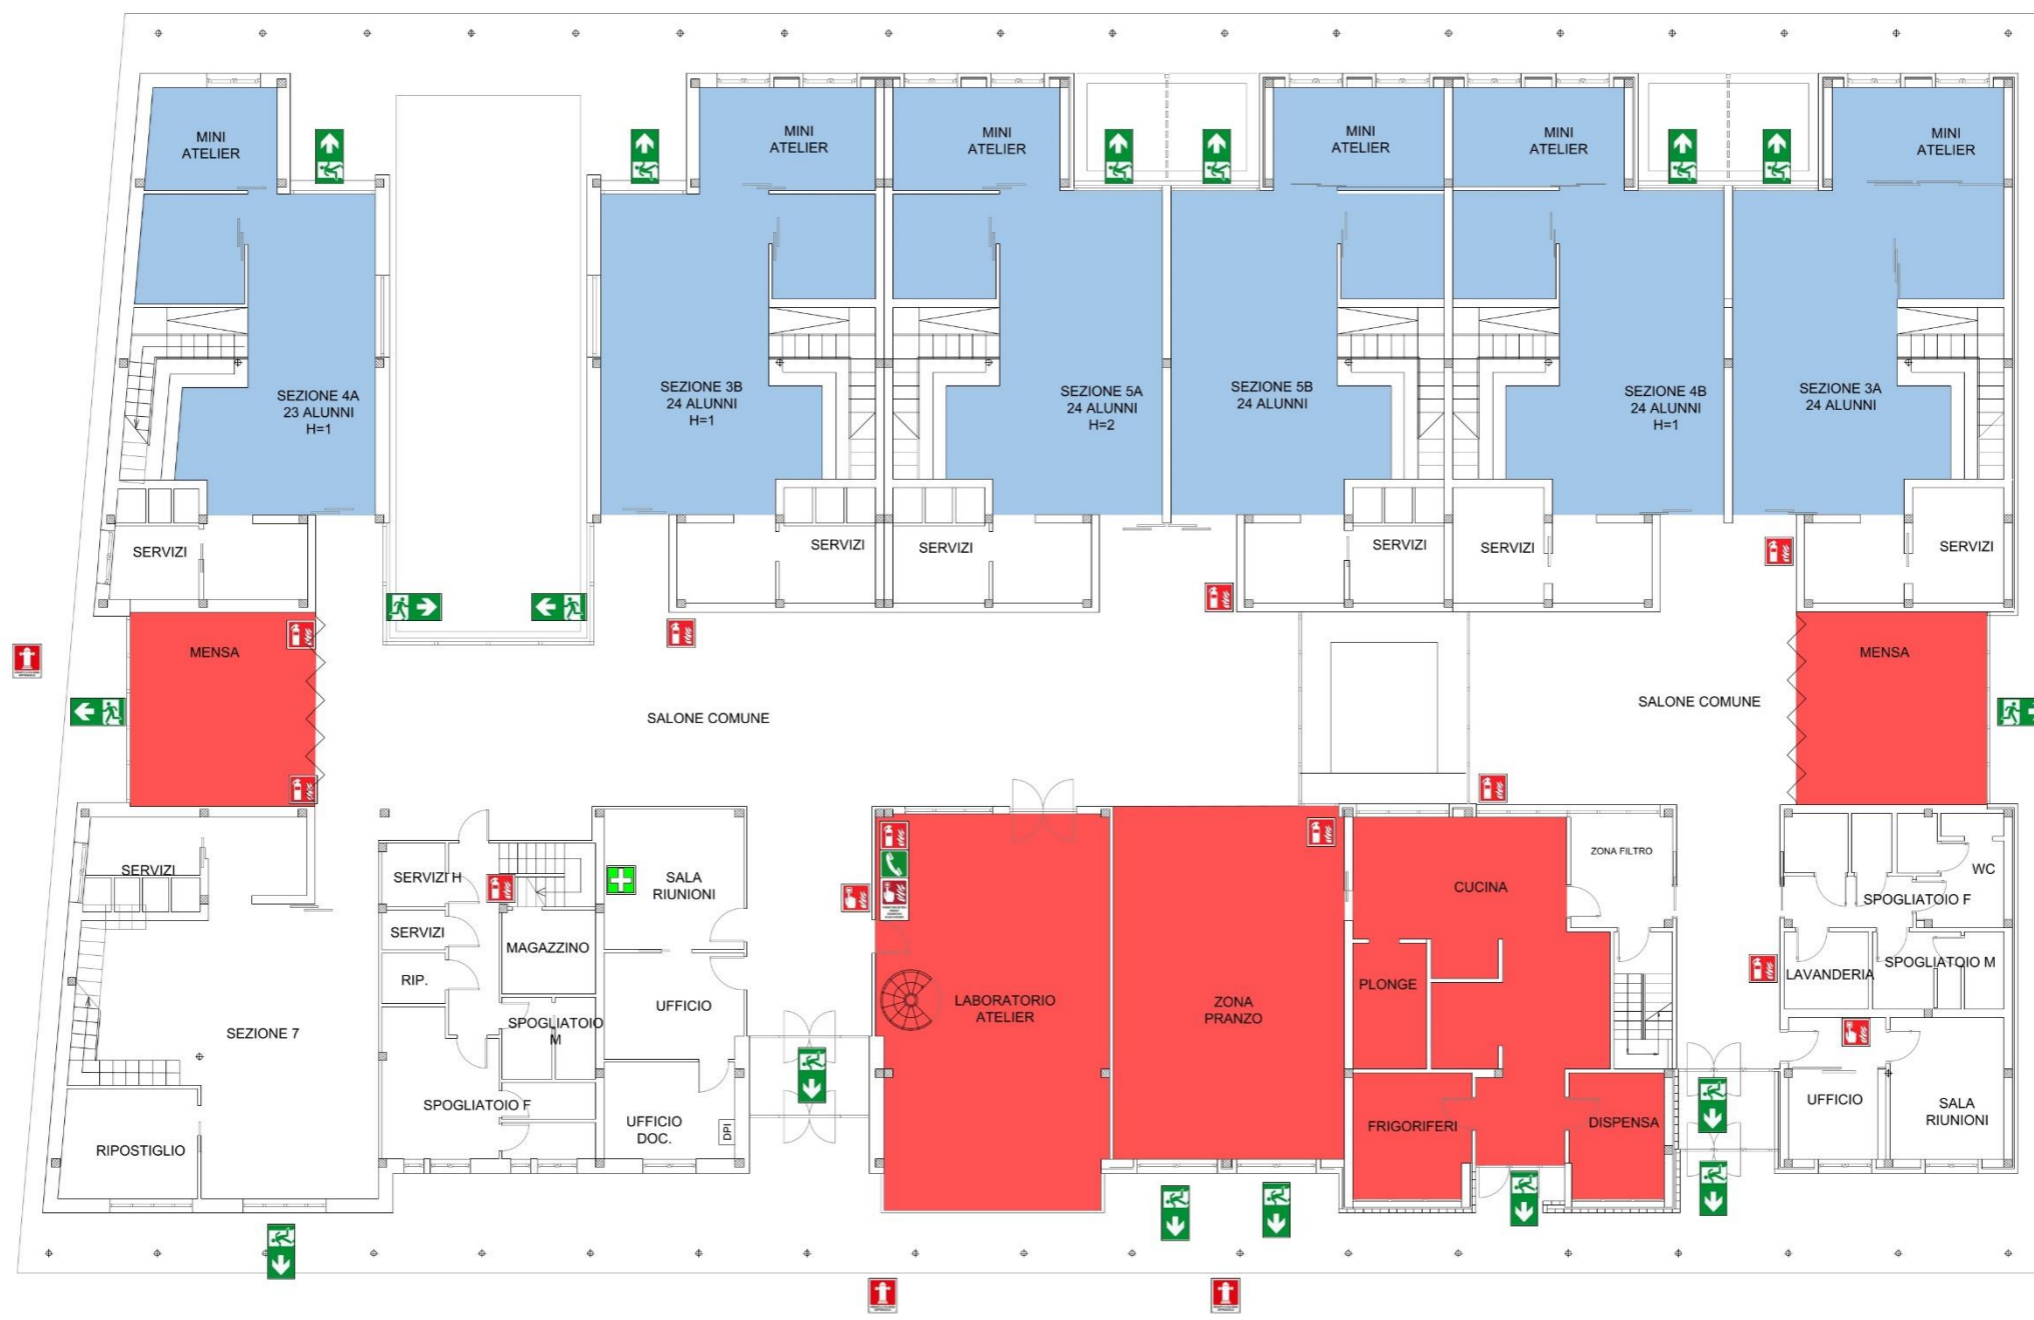 MINI
ATELIER
MINI
ATELIER
MINI
ATELIER
MINI
ATELIER
MINI
ATELIER
MINI
ATELIER
SEZIONE 4A
23 ALUNNI
H=1
SEZIONE 3B
24 ALUNNI
H=1
SEZIONE 5A
24 ALUNNI
H=2
SEZIONE 5B
24 ALUNNI
SEZIONE 4B
24 ALUNNI
H=1
SEZIONE 3A
24 ALUNNI
SERVIZI
SERVIZI
SERVIZI
SERVIZI
SERVIZI
SERVIZI
MENSA
MENSA
SALONE COMUNE
SALONE COMUNE
SERVIZI
SERVIZI H
SALA
RIUNIONI
CUCINA
ZONA FILTRO
WC
SPOGLIATOIO F
SERVIZI
MAGAZZINO
RIP.
UFFICIO
LABORATORIO
ATELIER
ZONA
PRANZO
PLONGE
LAVANDERIA
SPOGLIATOIO M
SEZIONE 7
SPOGLIATOIO
M
SPOGLIATOIO F
UFFICIO
DOC.
DPI
FRIGORIFERI
DISPENSA
UFFICIO
SALA
RIUNIONI
RIPOSTIGLIO